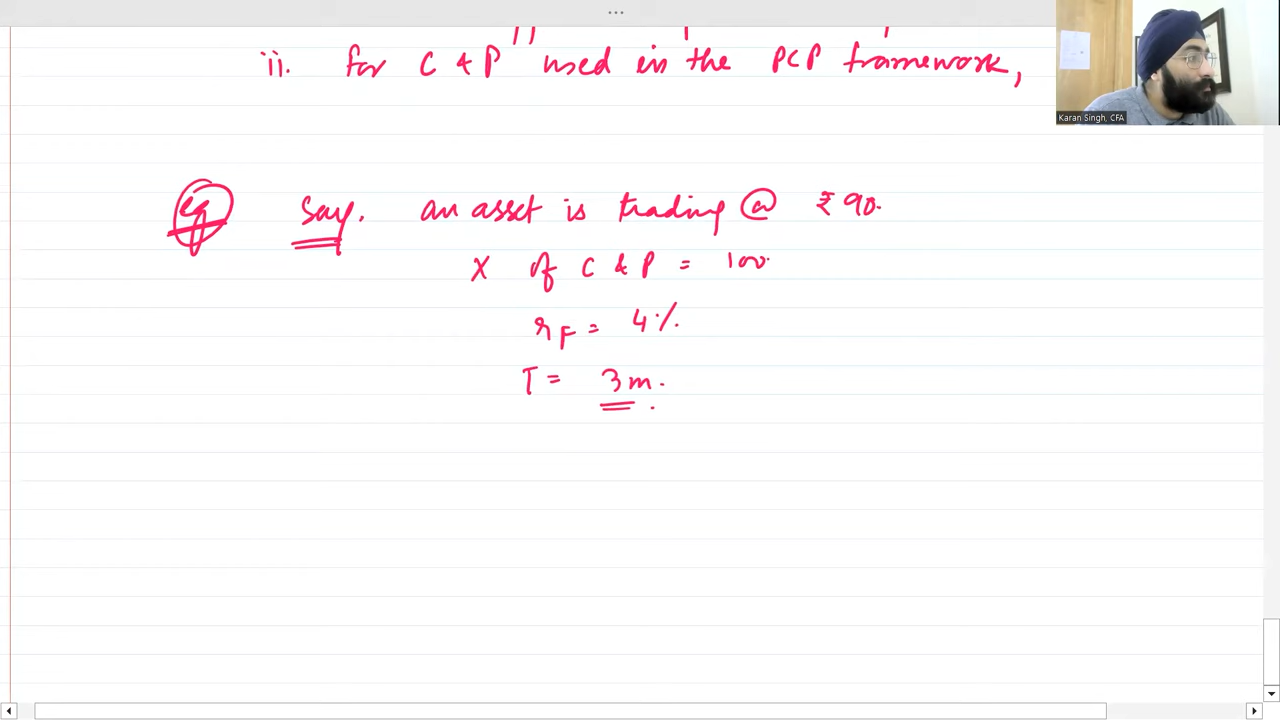 ii. for C & P used in the PCP framework,
Karan Singh, CFA
eg Say. an asset is trading @ ₹ 90.
X of C & P = 100.
rF = 4%.
T = 3m.